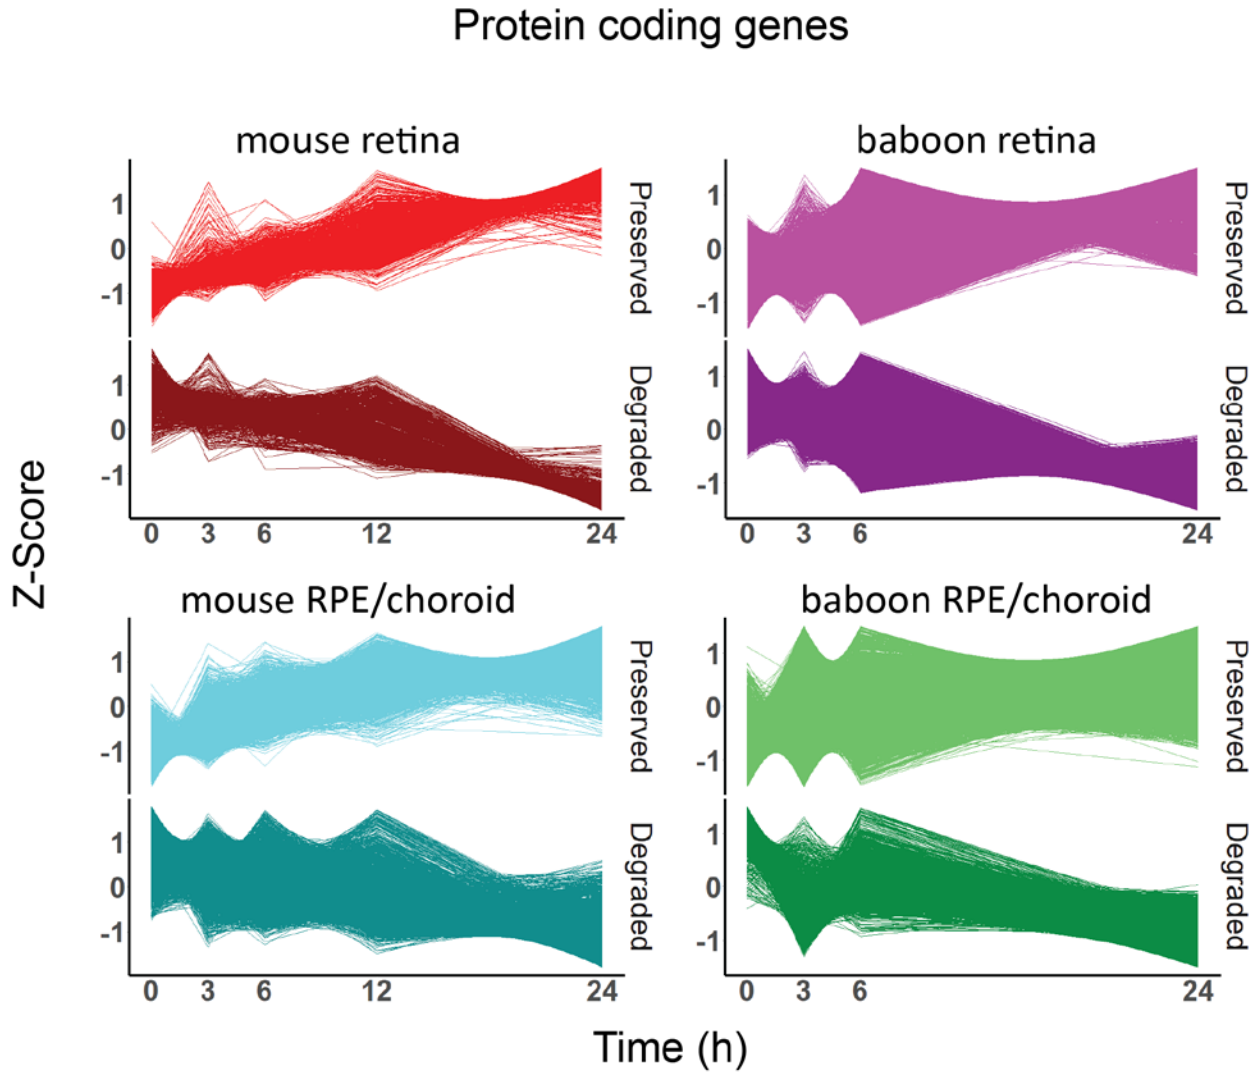 Protein coding genes
mouse retina
1
0
-1
Preserved
1
0
-1
Degraded
0 3 6 12 24
baboon retina
1
0
-1
Preserved
1
0
-1
Degraded
0 3 6 24
Z-Score
mouse RPE/choroid
1
0
-1
Preserved
1
0
-1
Degraded
0 3 6 12 24
baboon RPE/choroid
1
0
-1
Preserved
1
0
-1
Degraded
0 3 6 24
Time (h)